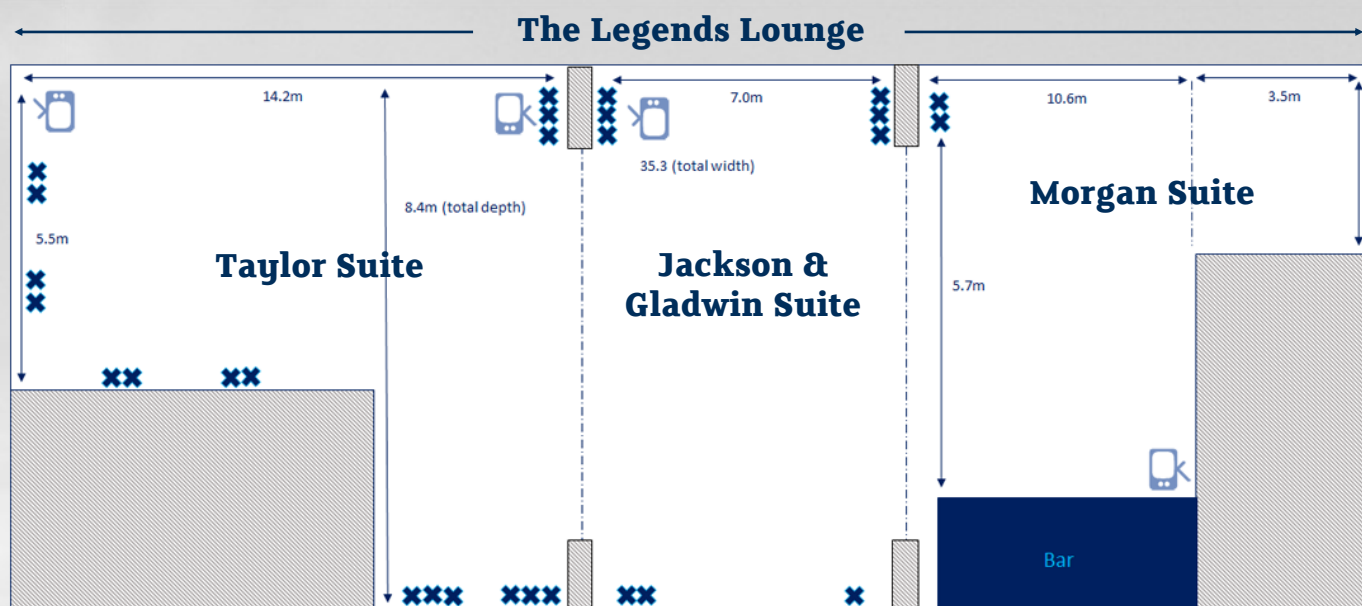 The Legends Lounge
14.2m
7.0m
10.6m
3.5m
35.3 (total width)
Morgan Suite
8.4m (total depth)
5.5m
Taylor Suite
Jackson &
Gladwin Suite
5.7m
Bar